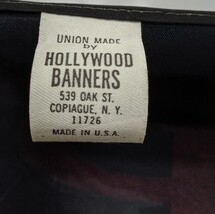 UNION MADE
by
HOLLYWOOD
BANNERS
539 OAK ST.
COPIAGUE, N. Y.
11726
MADE IN U.S.A.